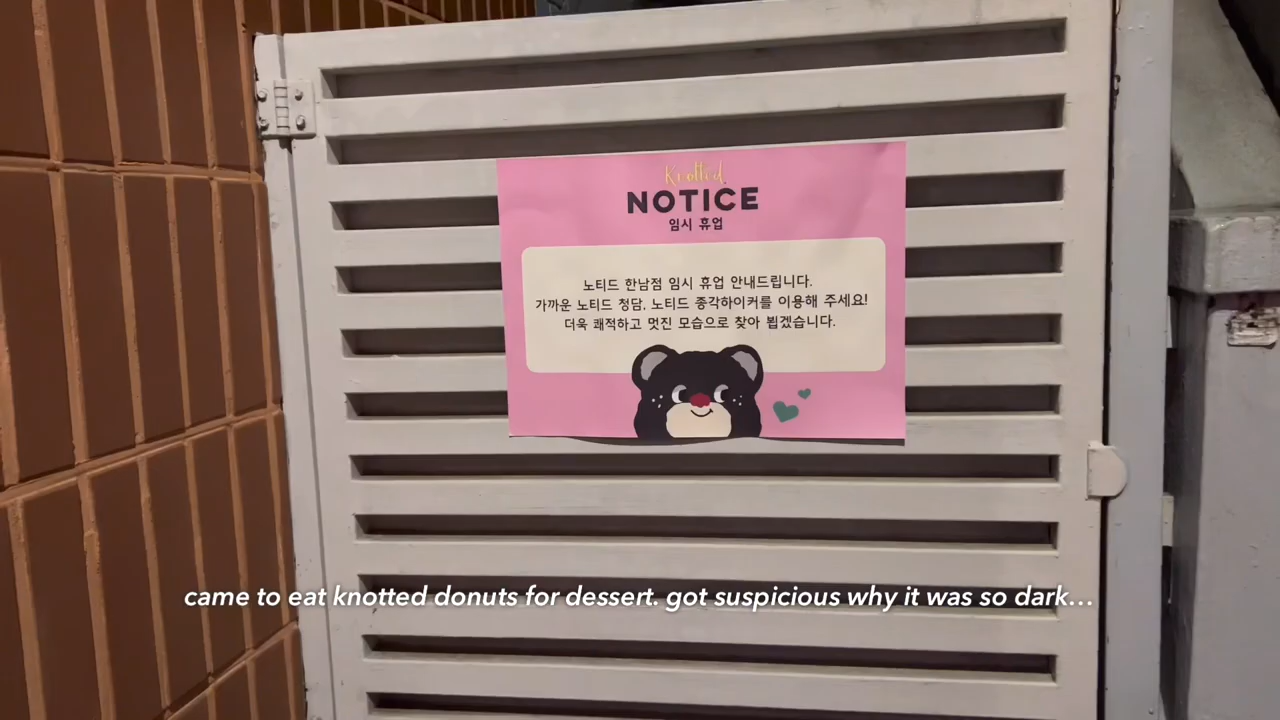 Knotted
NOTICE
임시 휴업
노티드 한남점 임시 휴업 안내드립니다.
가까운 노티드 청담, 노티드 종각하이커를 이용해 주세요!
더욱 쾌적하고 멋진 모습으로 찾아 뵙겠습니다.
came to eat knotted donuts for dessert. got suspicious why it was so dark...